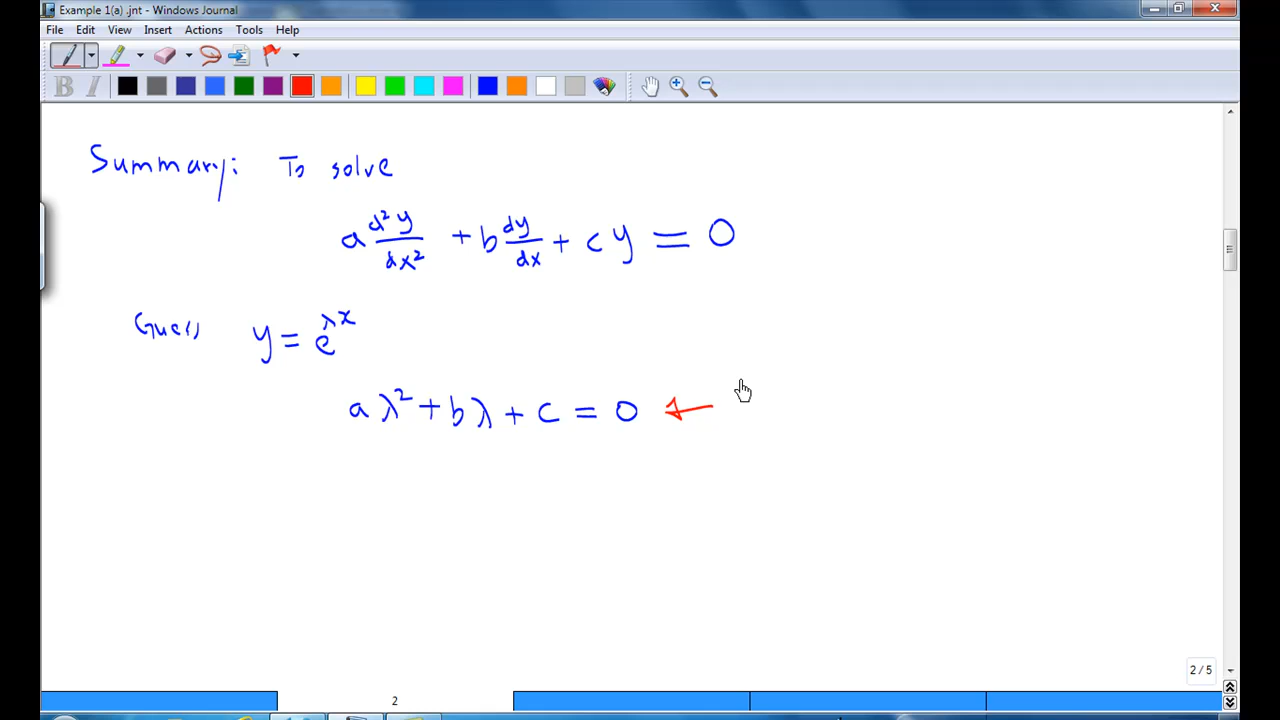 Example 1(a) .jnt - Windows Journal
File Edit View Insert Actions Tools Help
B I
Summary: To solve
a d²y/dx² + b dy/dx + cy = 0
Guess y = e^λx
aλ² + bλ + c = 0 ←
2 / 5
2